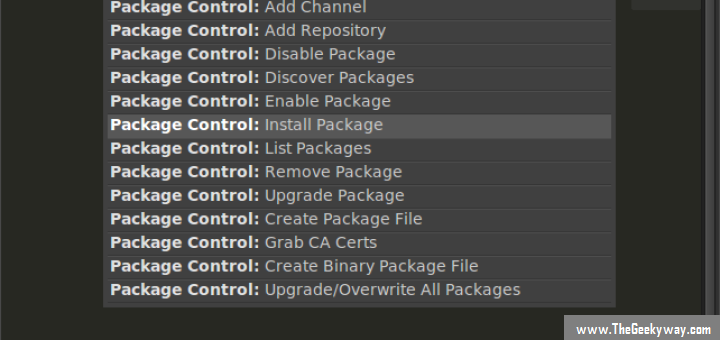 Package Control: Add Channel
Package Control: Add Repository
Package Control: Disable Package
Package Control: Discover Packages
Package Control: Enable Package
Package Control: Install Package
Package Control: List Packages
Package Control: Remove Package
Package Control: Upgrade Package
Package Control: Create Package File
Package Control: Grab CA Certs
Package Control: Create Binary Package File
Package Control: Upgrade/Overwrite All Packages
www.TheGeekyway.com